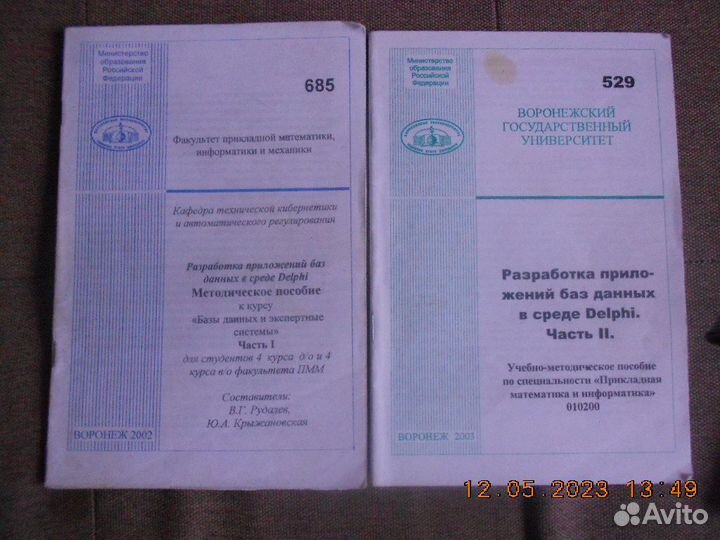 Министерство
образования
Российской
Федерации
685
Факультет прикладной математики,
информатики и механики
Кафедра технической кибернетики
и автоматического регулирования
Разработка приложений баз
данных в среде Delphi
Методическое пособие
к курсу
«Базы данных и экспертные
системы»
Часть I
для студентов 4 курса д/о и 4
курса в/о факультета ПММ
Составители:
В.Г. Рудалев,
Ю.А. Крыжановская
ВОРОНЕЖ 2002
Министерство
образования
Российской
Федерации
529
ВОРОНЕЖСКИЙ
ГОСУДАРСТВЕННЫЙ
УНИВЕРСИТЕТ
Разработка прило-
жений баз данных
в среде Delphi.
Часть II.
Учебно-методическое пособие
по специальности «Прикладная
математика и информатика»
010200
ВОРОНЕЖ 2003
12.05.2023 13:49
Avito